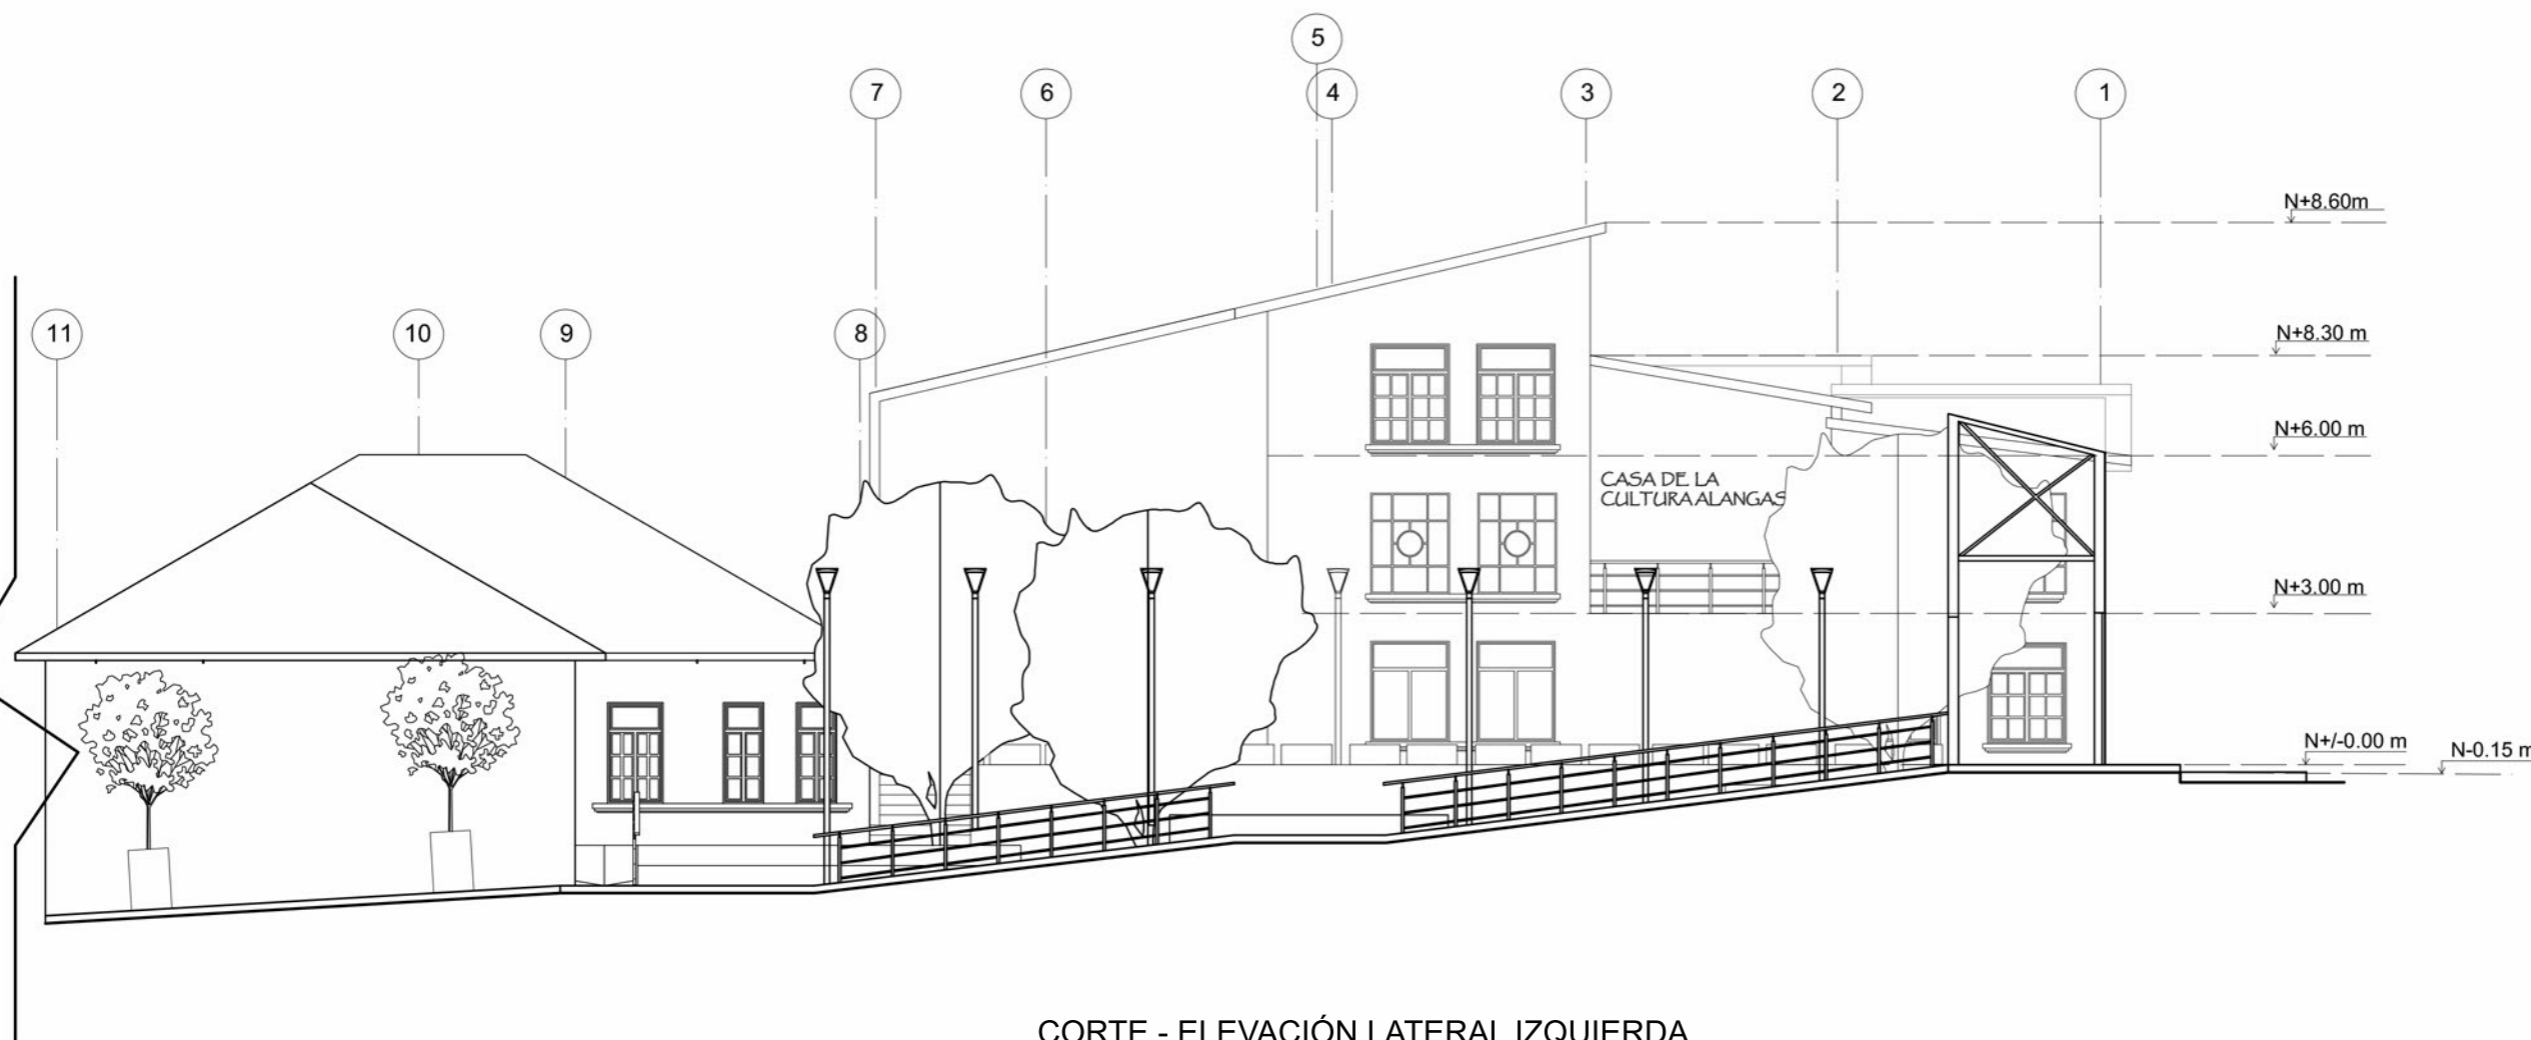 5
7
6
4
3
2
1
N+8.60m
11
10
9
8
N+8.30 m
N+6.00 m
CASA DE LA
CULTURA ALANGAS
N+3.00 m
N+/-0.00 m
N-0.15 m
CORTE - ELEVACIÓN LATERAL IZQUIERDA